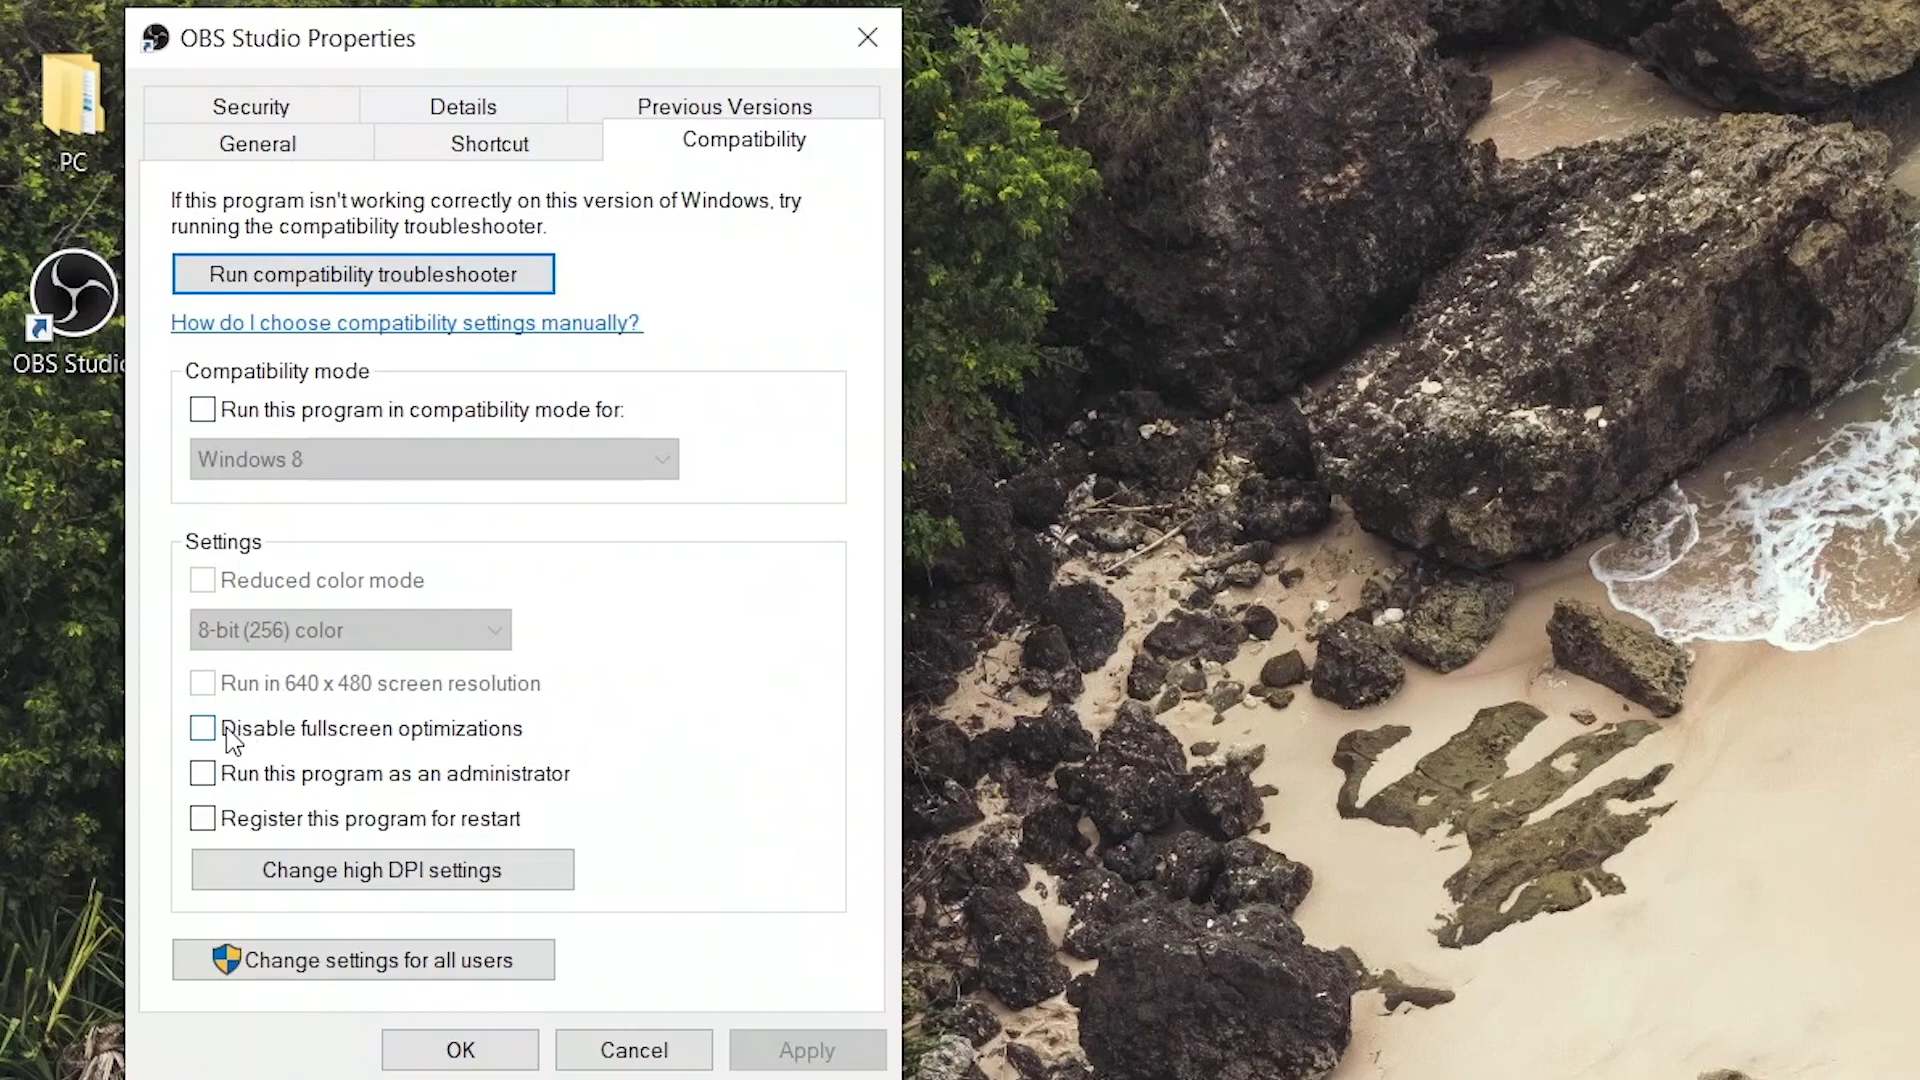 OBS Studio Properties
PC
OBS Studio
Security
Details
Previous Versions
General
Shortcut
Compatibility
If this program isn't working correctly on this version of Windows, try
running the compatibility troubleshooter.
Run compatibility troubleshooter
How do I choose compatibility settings manually?
Compatibility mode
Run this program in compatibility mode for:
Windows 8
Settings
Reduced color mode
8-bit (256) color
Run in 640 x 480 screen resolution
Disable fullscreen optimizations
Run this program as an administrator
Register this program for restart
Change high DPI settings
Change settings for all users
OK
Cancel
Apply